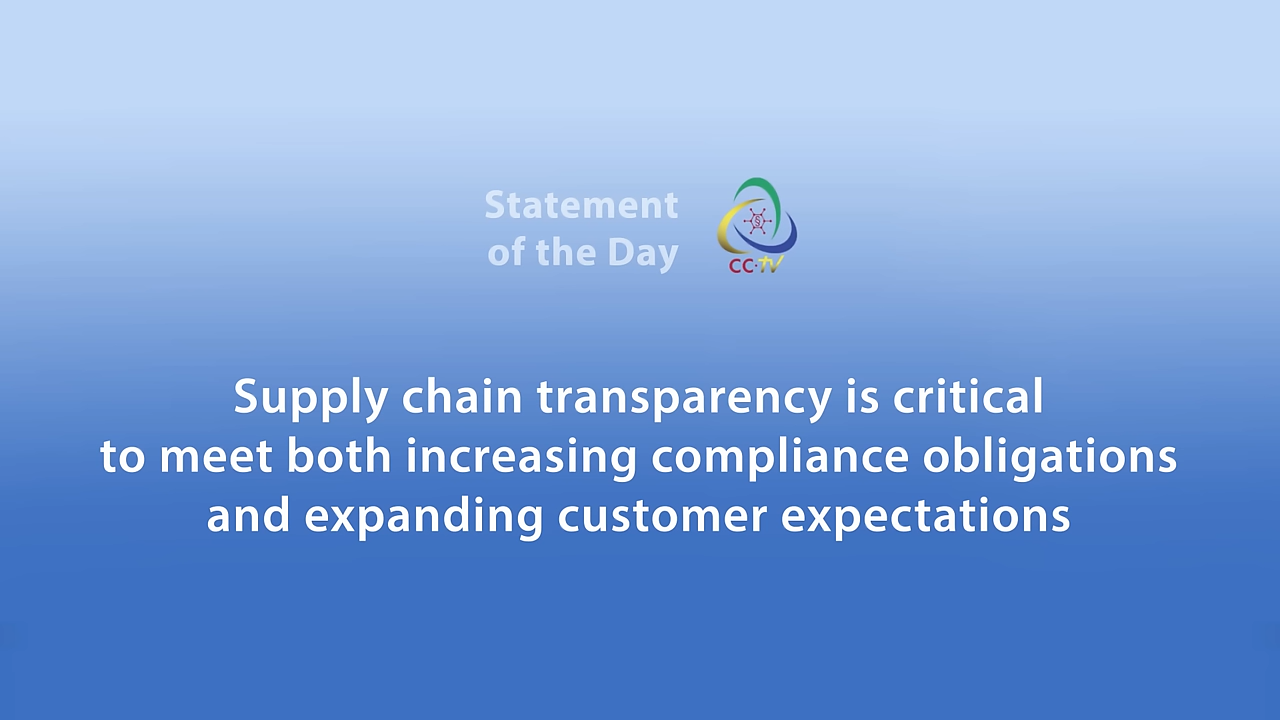 Statement
of the Day
§
CC·TV
Supply chain transparency is critical
to meet both increasing compliance obligations
and expanding customer expectations